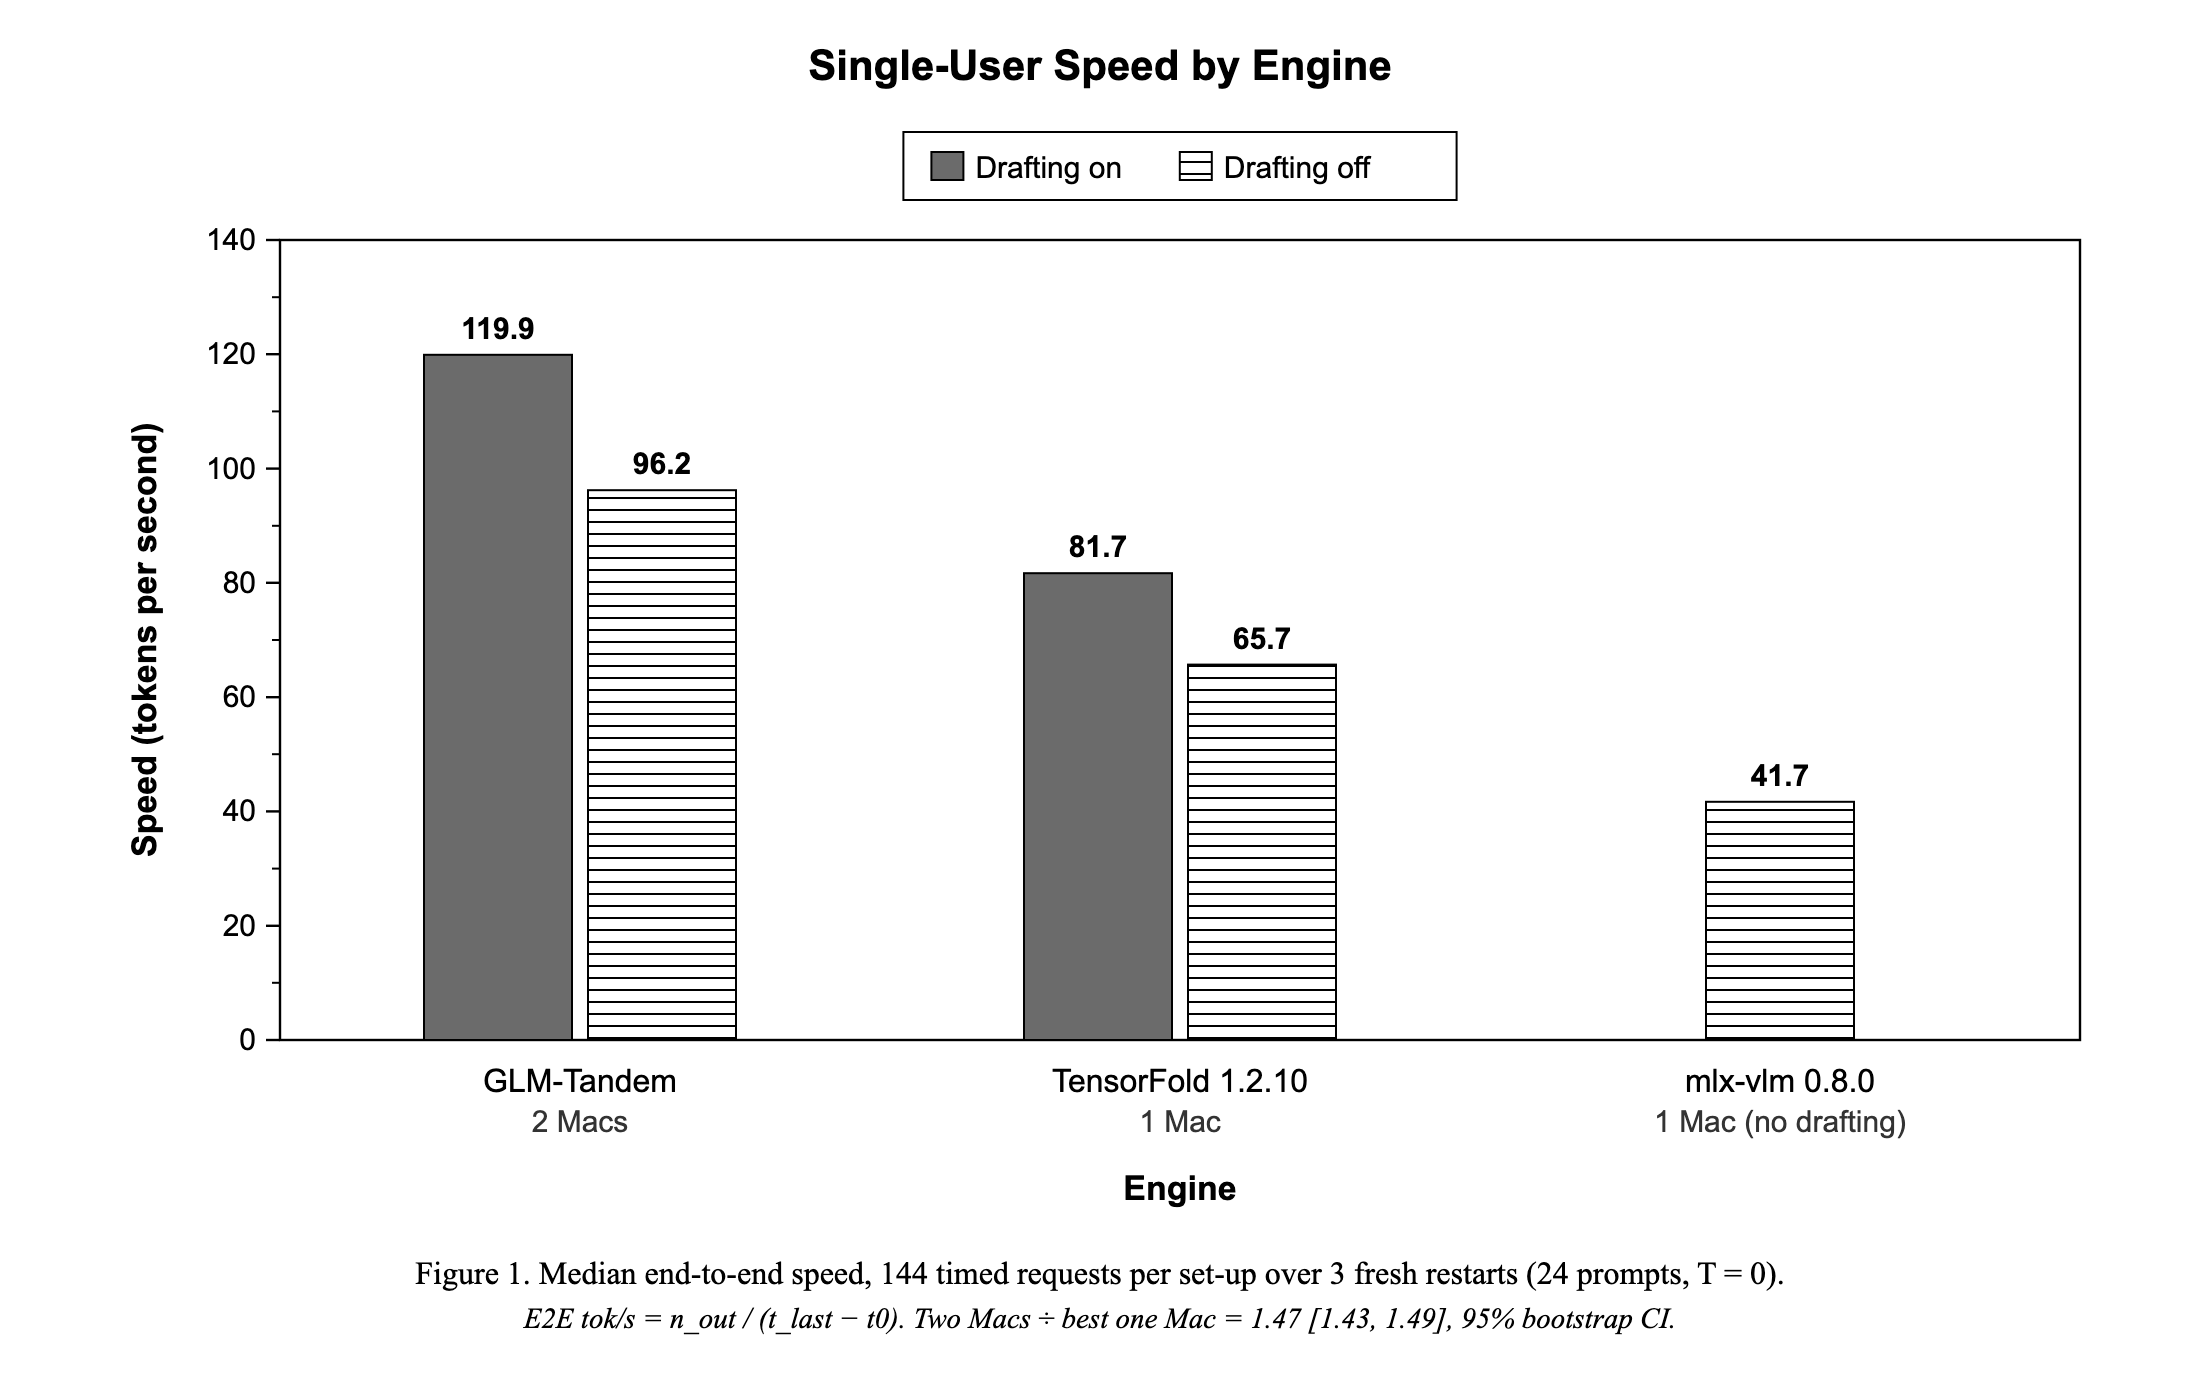 Single-User Speed by Engine
Drafting on
Drafting off
Speed (tokens per second)
140
120
100
80
60
40
20
0
119.9
96.2
81.7
65.7
41.7
GLM-Tandem
2 Macs
TensorFold 1.2.10
1 Mac
mlx-vlm 0.8.0
1 Mac (no drafting)
Engine
Figure 1. Median end-to-end speed, 144 timed requests per set-up over 3 fresh restarts (24 prompts, T = 0).
E2E tok/s = n_out / (t_last − t0). Two Macs ÷ best one Mac = 1.47 [1.43, 1.49], 95% bootstrap CI.